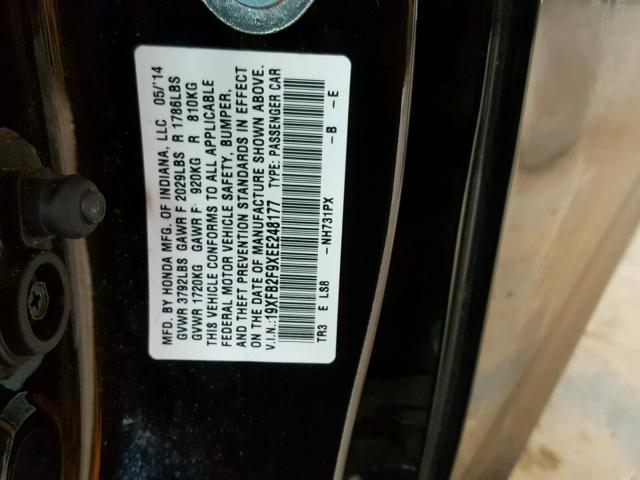 MFD. BY HONDA MFG. OF INDIANA, LLC 05/'14
GVWR 3792LBS GAWR F 2029LBS R 1786LBS
GVWR 1720KG GAWR F 920KG R 810KG
THIS VEHICLE CONFORMS TO ALL APPLICABLE
FEDERAL MOTOR VEHICLE SAFETY, BUMPER,
AND THEFT PREVENTION STANDARDS IN EFFECT
ON THE DATE OF MANUFACTURE SHOWN ABOVE.
V.I.N.: 19XFB2F9XEE248177 TYPE: PASSENGER CAR
TR3 E LS8 -NH731PX -B -E